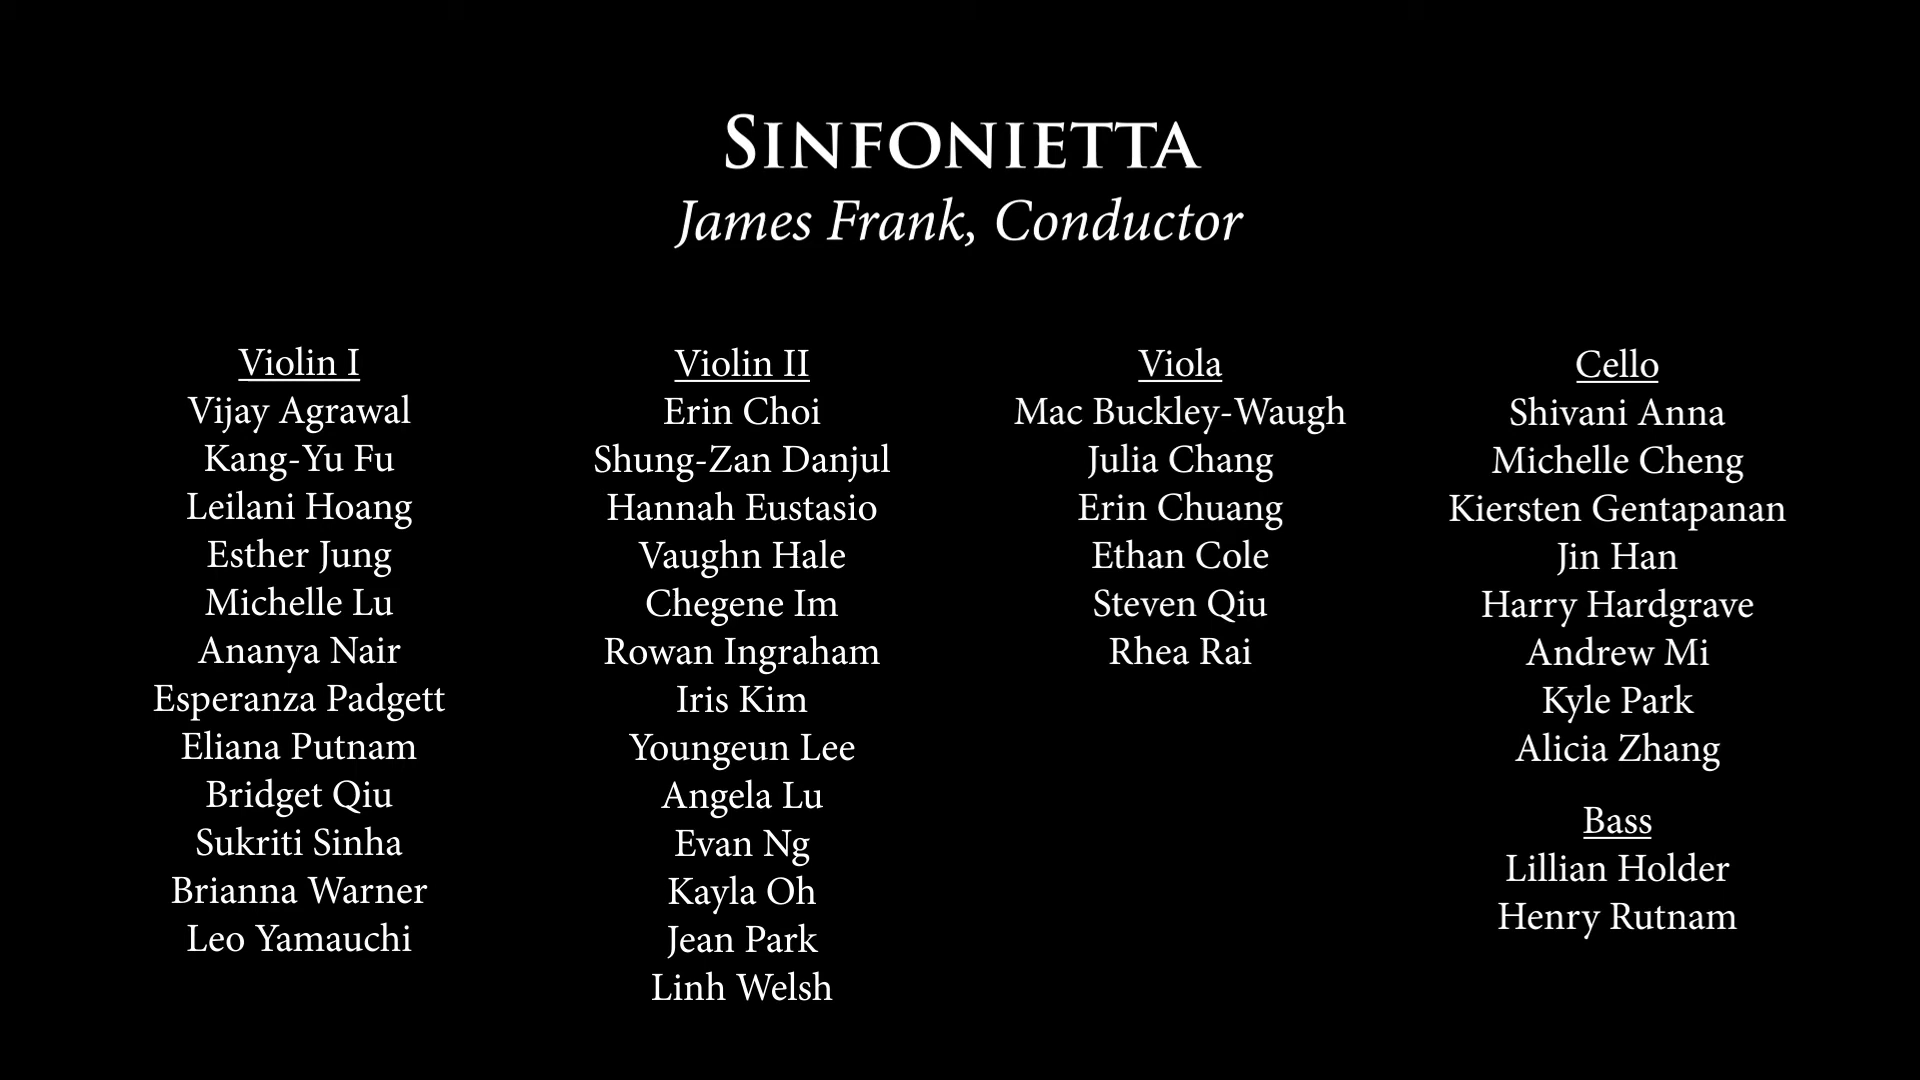 SINFONIETTA
James Frank, Conductor
Violin I
Vijay Agrawal
Kang-Yu Fu
Leilani Hoang
Esther Jung
Michelle Lu
Ananya Nair
Esperanza Padgett
Eliana Putnam
Bridget Qiu
Sukriti Sinha
Brianna Warner
Leo Yamauchi
Violin II
Erin Choi
Shung-Zan Danjul
Hannah Eustasio
Vaughn Hale
Chegene Im
Rowan Ingraham
Iris Kim
Youngeun Lee
Angela Lu
Evan Ng
Kayla Oh
Jean Park
Linh Welsh
Viola
Mac Buckley-Waugh
Julia Chang
Erin Chuang
Ethan Cole
Steven Qiu
Rhea Rai
Cello
Shivani Anna
Michelle Cheng
Kiersten Gentapanan
Jin Han
Harry Hardgrave
Andrew Mi
Kyle Park
Alicia Zhang
Bass
Lillian Holder
Henry Rutnam